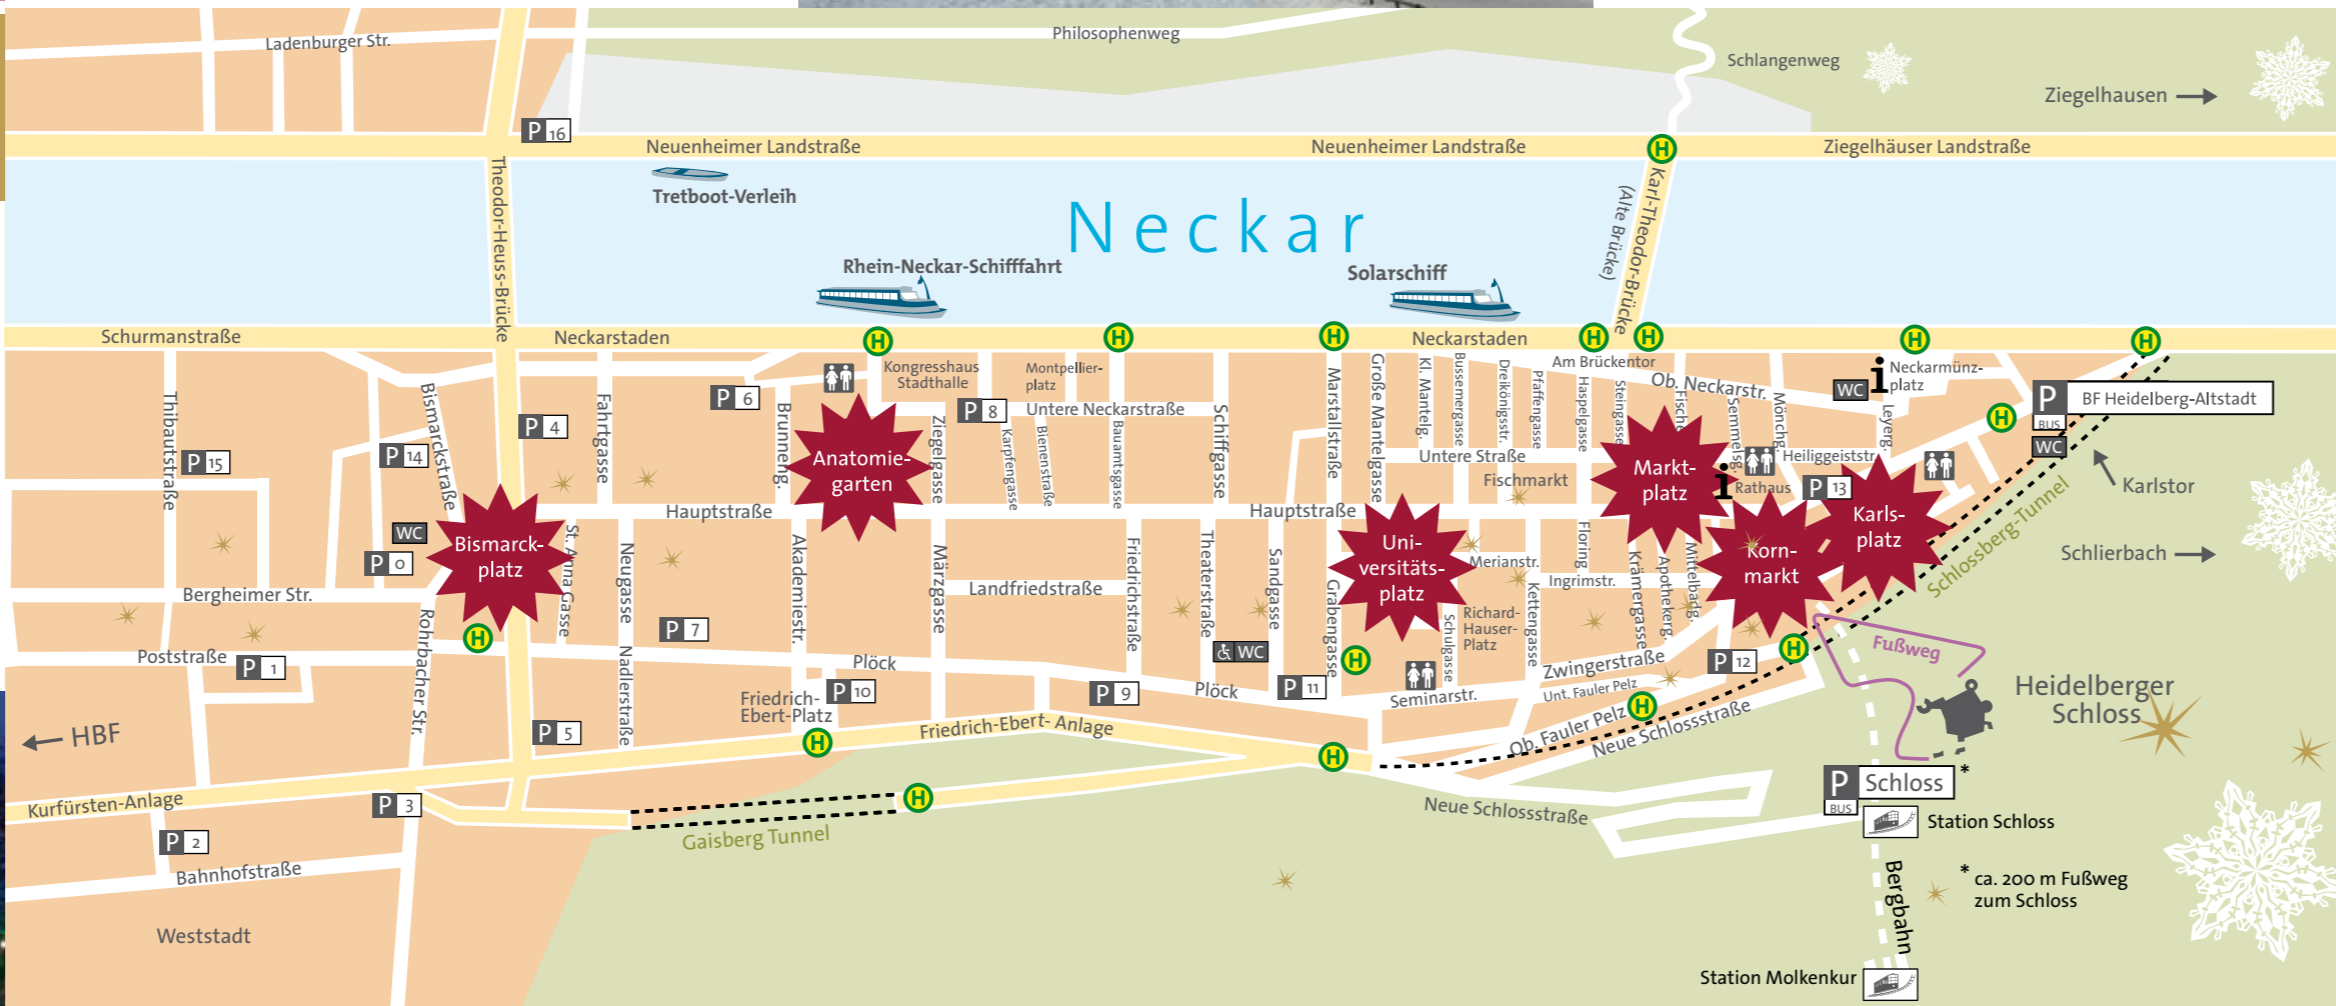 Ladenburger Str.
Philosophenweg
Schlangenweg
Ziegelhausen
P 16
Neuenheimer Landstraße
Neuenheimer Landstraße
H
Ziegelhäuser Landstraße
Tretboot-Verleih
Theodor-Heuss-Brücke
Neckar
Karl-Theodor-Brücke
(Alte Brücke)
Rhein-Neckar-Schifffahrt
Solarschiff
Schurmanstraße
Neckarstaden
H
H
H
Neckarstaden
H
H
H
H
Am Brückentor
Kongresshaus
Stadthalle
Montpellier-
platz
Ob. Neckarstr.
WC
i
Neckarmünz-
platz
P
BUS
BF Heidelberg-Altstadt
WC
H
P 6
P 8
Untere Neckarstraße
P 4
P 14
P 15
Thibautstraße
Bismarckstraße
Fahrtgasse
Brunneng.
Ziegelgasse
Karpfengasse
Bienenstraße
Bauamtsgasse
Schiffgasse
Marstallstraße
Große Mantelgasse
Kl. Mantelg.
Bussemergasse
Dreikönigstr.
Pfaffengasse
Haspelgasse
Steingasse
Fische
Semmelsg.
Mönchg.
Leyerg.
Untere Straße
Heiliggeiststr.
Anatomie-
garten
Markt-
platz
i
Rathaus
P 13
Fischmarkt
Karlstor
Hauptstraße
Hauptstraße
Karls-
platz
Schlierbach
Schlossberg-Tunnel
WC
P 0
Bismarck-
platz
Uni-
versitäts-
platz
Korn-
markt
St. Anna Gasse
Neugasse
Akademiestr.
Märzgasse
Friedrichstraße
Theaterstraße
Sandgasse
Grabengasse
Merianstr.
Ingrimstr.
Floring.
Krämergasse
Apothekerg.
Mittelbadg.
Kettengasse
Schulgasse
Richard-
Hauser-
Platz
Landfriedstraße
Bergheimer Str.
Rohrbacher Str.
H
P 7
Poststraße
P 1
Nadlerstraße
Plöck
Plöck
WC
H
P 11
P 9
P 10
Friedrich-
Ebert-Platz
Seminarstr.
Zwingerstraße
Unt. Fauler Pelz
P 12
H
Fußweg
Heidelberger
Schloss
HBF
P 5
H
Friedrich-Ebert- Anlage
H
H
Ob. Fauler Pelz
Neue Schlossstraße
Kurfürsten-Anlage
P 3
H
Gaisberg Tunnel
Neue Schlossstraße
P
BUS
Schloss *
Station Schloss
P 2
Bahnhofstraße
Bergbahn
* ca. 200 m Fußweg
zum Schloss
Weststadt
Station Molkenkur